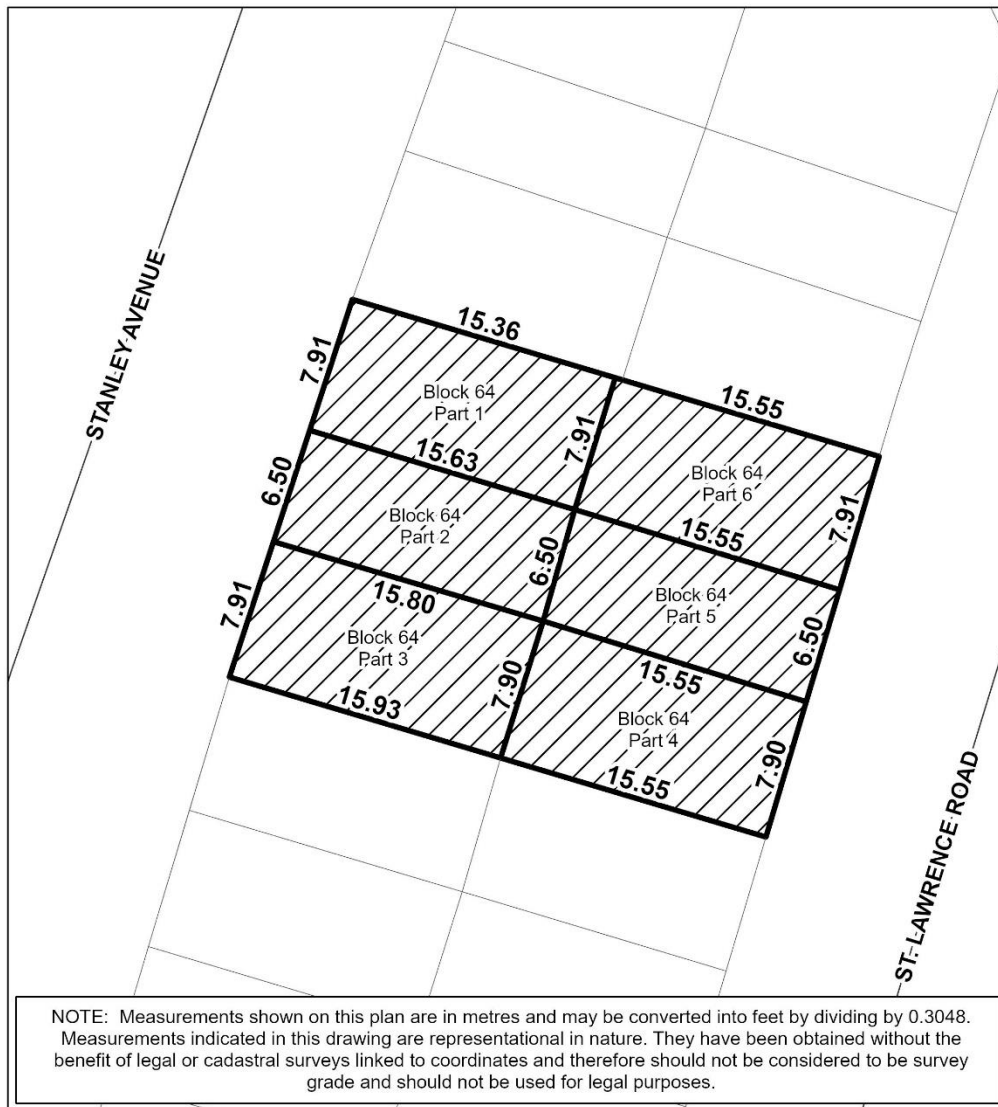 STANLEY AVENUE
15.36
7.91
Block 64
Part 1
7.91
15.55
15.63
Block 64
Part 6
7.91
6.50
Block 64
Part 2
15.55
6.50
Block 64
Part 5
7.91
15.80
6.50
Block 64
Part 3
15.55
7.90
15.93
Block 64
Part 4
7.90
15.55
ST. LAWRENCE ROAD
NOTE: Measurements shown on this plan are in metres and may be converted into feet by dividing by 0.3048.
Measurements indicated in this drawing are representational in nature. They have been obtained without the
benefit of legal or cadastral surveys linked to coordinates and therefore should not be considered to be survey
grade and should not be used for legal purposes.